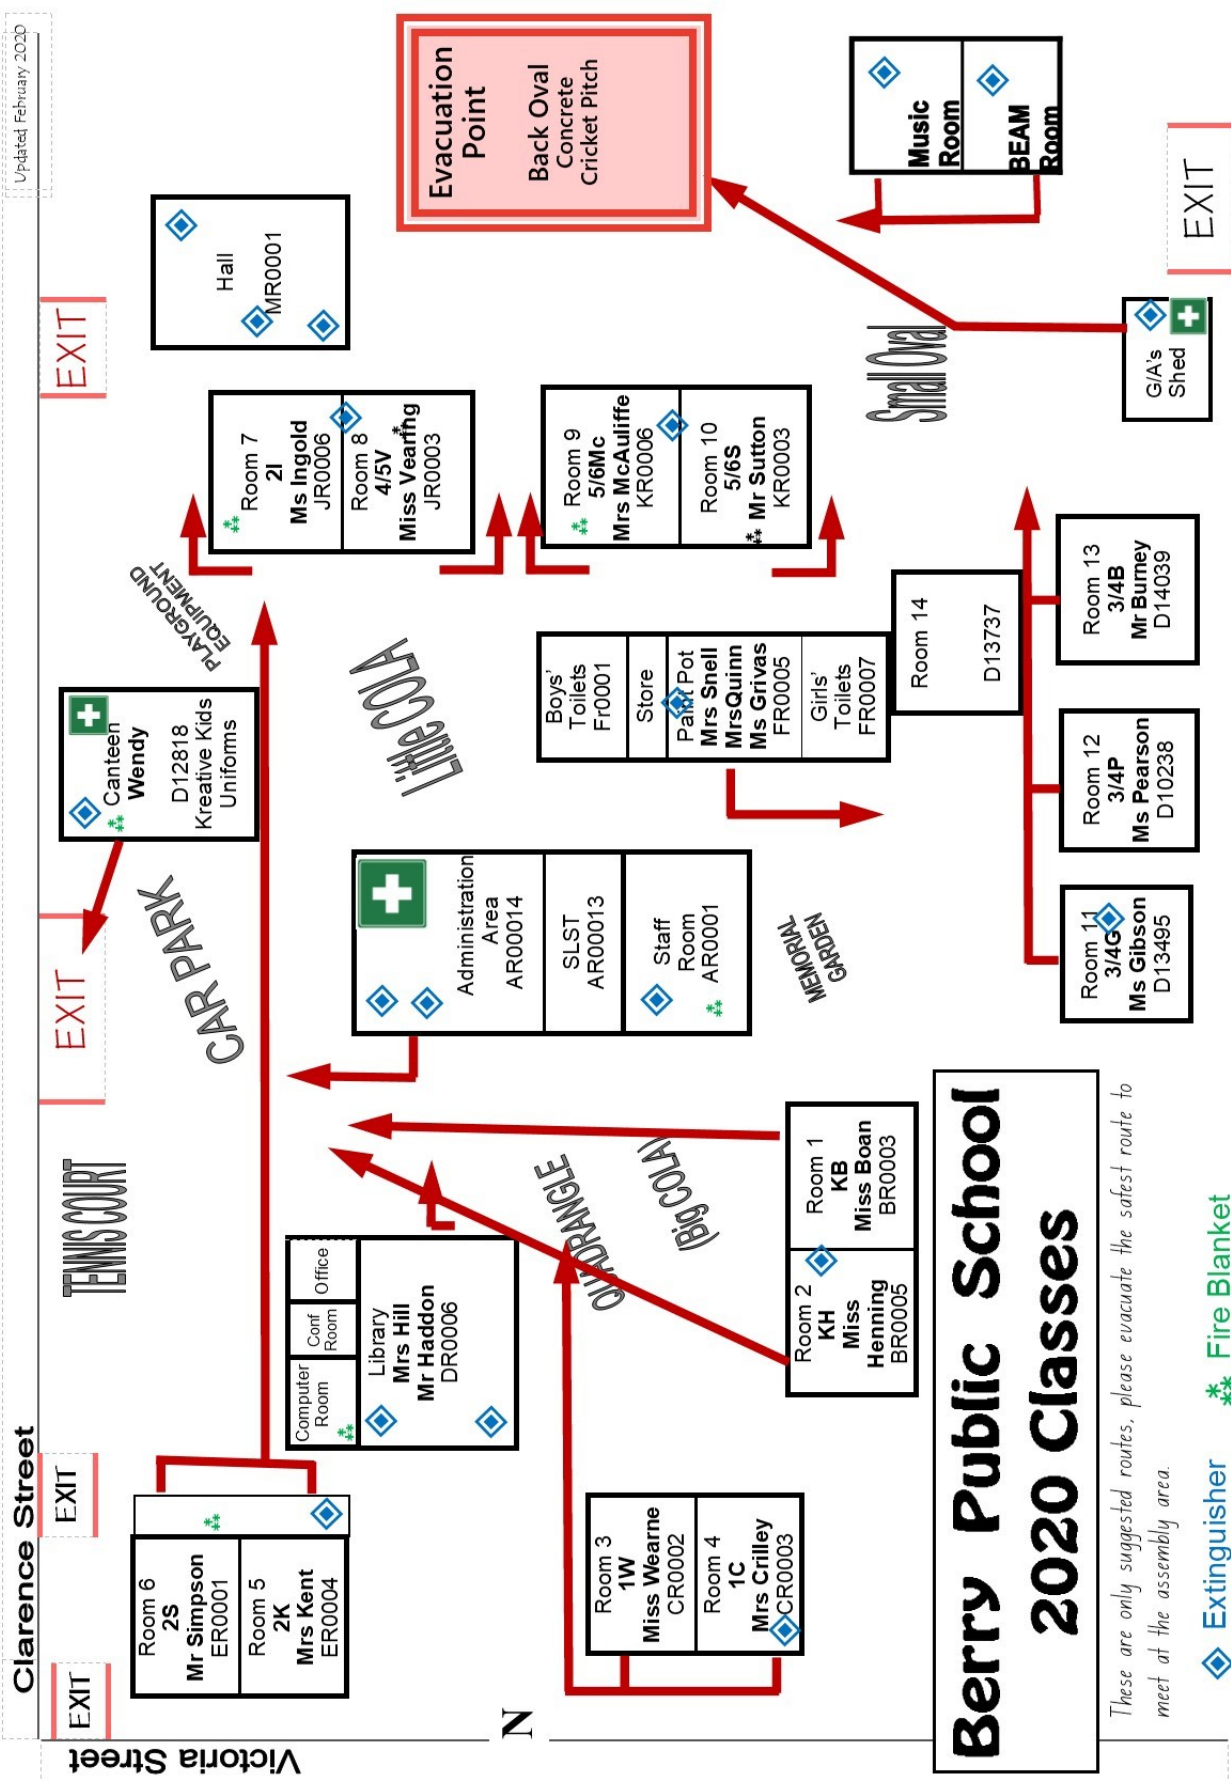 Updated February 2020
Clarence Street
Victoria Street
EXIT
EXIT
EXIT
EXIT
EXIT
N
Room 6
2S
Mr Simpson
ER0001
Room 5
2K
Mrs Kent
ER0004
TENNIS COURT
CAR PARK
Canteen
Wendy
D12818
Kreative Kids
Uniforms
PLAYGROUND
EQUIPMENT
Hall
MR0001
Evacuation
Point
Back Oval
Concrete
Cricket Pitch
Room 7
2I
Ms Ingold
JR0006
Room 8
4/5V
Miss Vearing
JR0003
Computer
Room
Conf
Room
Office
Library
Mrs Hill
Mr Haddon
DR0006
Administration
Area
AR00014
SLST
AR00013
Staff
Room
AR0001
Little COLA
Boys'
Toilets
Fr0001
Store
Paint Pot
Mrs Snell
MrsQuinn
Ms Grivas
FR0005
Girls'
Toilets
FR0007
Room 9
5/6Mc
Mrs McAuliffe
KR0006
Room 10
5/6S
Mr Sutton
KR0003
Music
Room
BEAM
Room
Room 3
1W
Miss Wearne
CR0002
Room 4
1C
Mrs Crilley
CR0003
QUADRANGLE
(Big COLA)
Room 2
KH
Miss
Henning
BR0005
Room 1
KB
Miss Boan
BR0003
MEMORIAL
GARDEN
Room 14
D13737
Small Oval
Room 11
3/4G
Ms Gibson
D13495
Room 12
3/4P
Ms Pearson
D10238
Room 13
3/4B
Mr Burney
D14039
G/A's
Shed
Berry Public School
2020 Classes
These are only suggested routes, please evacuate the safest route to
meet at the assembly area.
Extinguisher
Fire Blanket